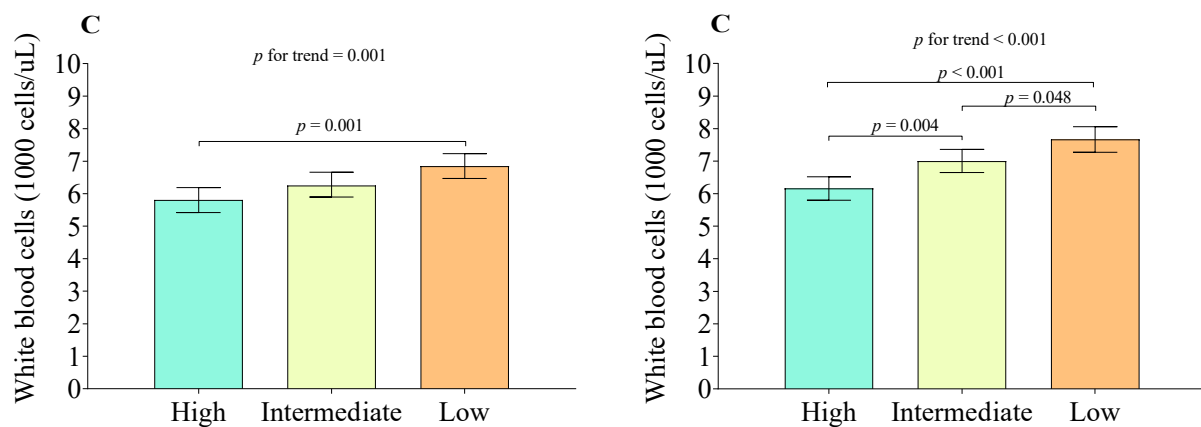 C
p for trend = 0.001
White blood cells (1000 cells/uL)
10
9
8
7
6
5
4
3
2
1
0
p = 0.001
High Intermediate Low
C
p for trend < 0.001
White blood cells (1000 cells/uL)
10
9
8
7
6
5
4
3
2
1
0
p < 0.001
p = 0.048
p = 0.004
High Intermediate Low